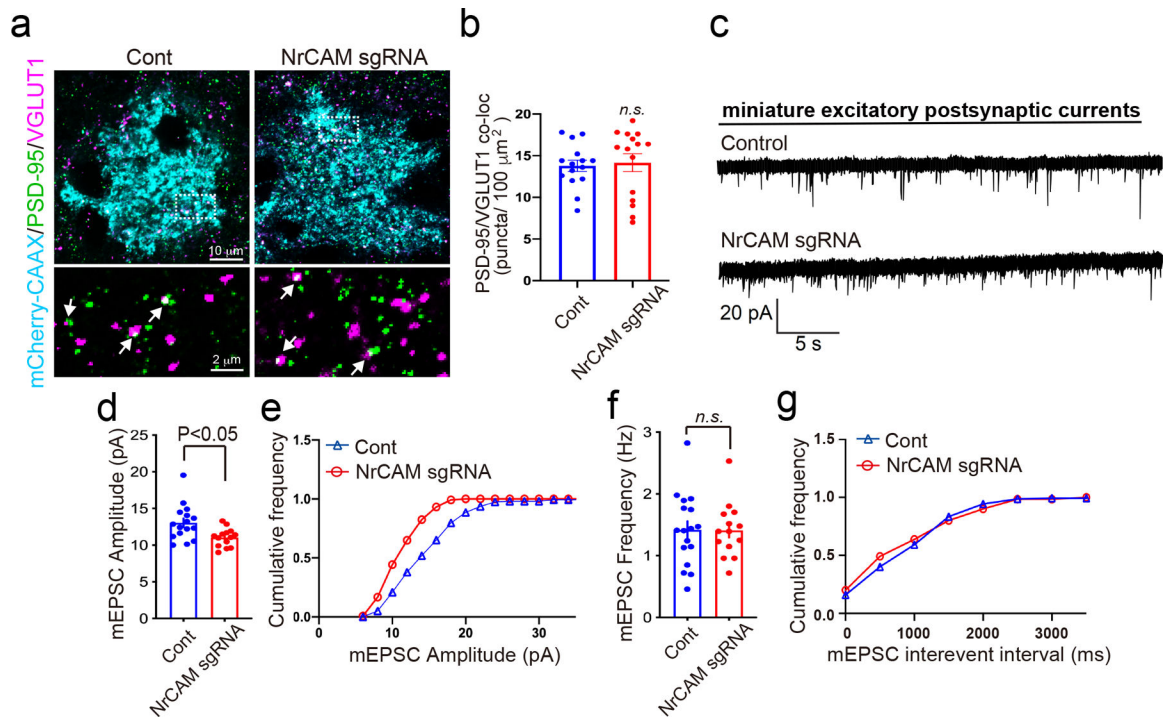 a
Cont
NrCAM sgRNA
mCherry-CAAX/PSD-95/VGLUT1
10 μm
2 μm
b
PSD-95/VGLUT1 co-loc
(puncta/ 100 μm²)
20
15
10
5
0
n.s.
Cont
NrCAM sgRNA
c
miniature excitatory postsynaptic currents
Control
NrCAM sgRNA
20 pA
5 s
d
mEPSC Amplitude (pA)
25
20
15
10
5
0
P<0.05
Cont
NrCAM sgRNA
e
Cont
NrCAM sgRNA
Cumulative frequency
1.5
1.0
0.5
0.0
0 10 20 30
mEPSC Amplitude (pA)
f
mEPSC Frequency (Hz)
3
2
1
0
n.s.
Cont
NrCAM sgRNA
g
Cont
NrCAM sgRNA
Cumulative frequency
1.5
1.0
0.5
0.0
0 1000 2000 3000
mEPSC interevent interval (ms)